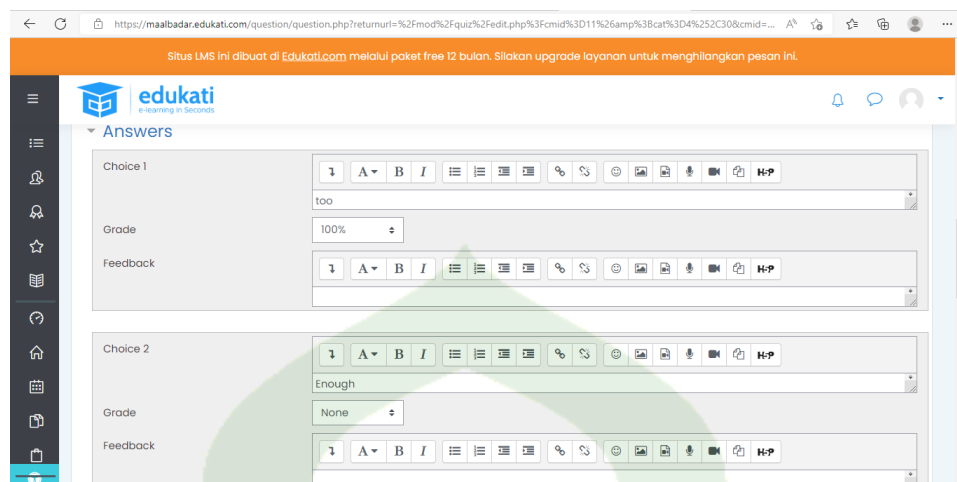 https://maalbadar.edukati.com/question/question.php?returnurl=%2Fmod%2Fquiz%2Fedit.php%3Fcmid%3D11%26amp%3Bcat%3D4%252C30&cmid=...
Situs LMS ini dibuat di Edukati.com melalui paket free 12 bulan. Silakan upgrade layanan untuk menghilangkan pesan ini.
edukati
e-learning in Seconds
Answers
Choice 1
A B I H-P
too
Grade 100%
Feedback
A B I H-P
Choice 2
A B I H-P
Enough
Grade None
Feedback
A B I H-P